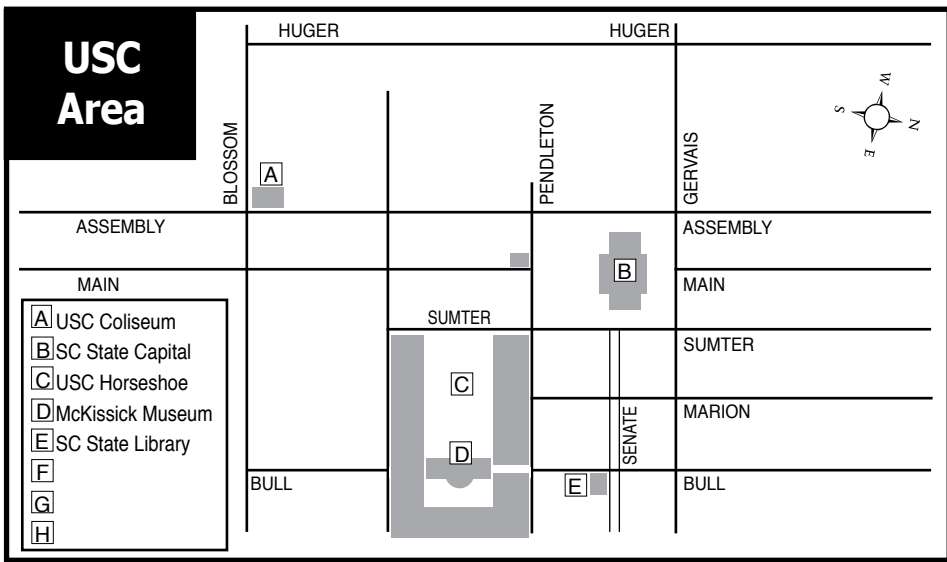 USC
Area
HUGER
HUGER
W
S
N
E
BLOSSOM
PENDLETON
GERVAIS
A
ASSEMBLY
ASSEMBLY
B
MAIN
MAIN
SUMTER
SUMTER
C
MARION
SENATE
D
BULL
BULL
E
A USC Coliseum
B SC State Capital
C USC Horseshoe
D McKissick Museum
E SC State Library
F
G
H